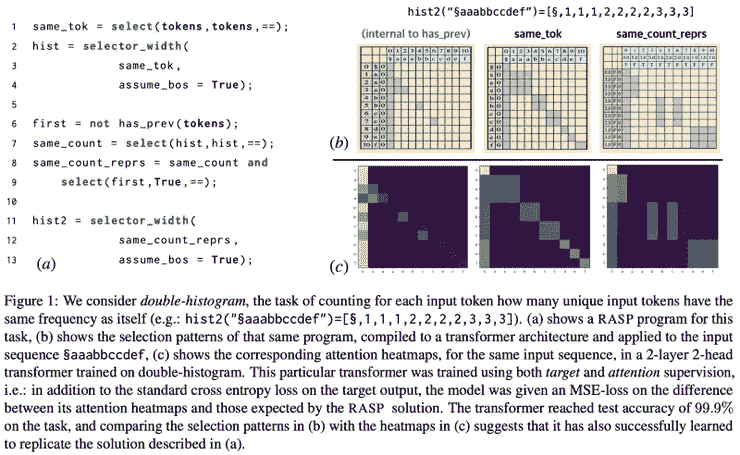 hist2("§aaabbccdef")=[§,1,1,1,2,2,2,2,3,3,3]
1 same_tok = select(tokens,tokens,==);
2 hist = selector_width(
3 same_tok,
4 assume_bos = True);
5
6 first = not has_prev(tokens);
7 same_count = select(hist,hist,==);
8 same_count_reprs = same_count and
9 select(first,True,==);
10
11 hist2 = selector_width(
12 same_count_reprs,
13 assume_bos = True);
(a)
(internal to has_prev) same_tok same_count_reprs
(b)
(c)
Figure 1: We consider double-histogram, the task of counting for each input token how many unique input tokens have the
same frequency as itself (e.g.: hist2("§aaabbccdef")=[§,1,1,1,2,2,2,2,3,3,3]). (a) shows a RASP program for this
task, (b) shows the selection patterns of that same program, compiled to a transformer architecture and applied to the input
sequence §aaabbccdef, (c) shows the corresponding attention heatmaps, for the same input sequence, in a 2-layer 2-head
transformer trained on double-histogram. This particular transformer was trained using both target and attention supervision,
i.e.: in addition to the standard cross entropy loss on the target output, the model was given an MSE-loss on the difference
between its attention heatmaps and those expected by the RASP solution. The transformer reached test accuracy of 99.9%
on the task, and comparing the selection patterns in (b) with the heatmaps in (c) suggests that it has also successfully learned
to replicate the solution described in (a).